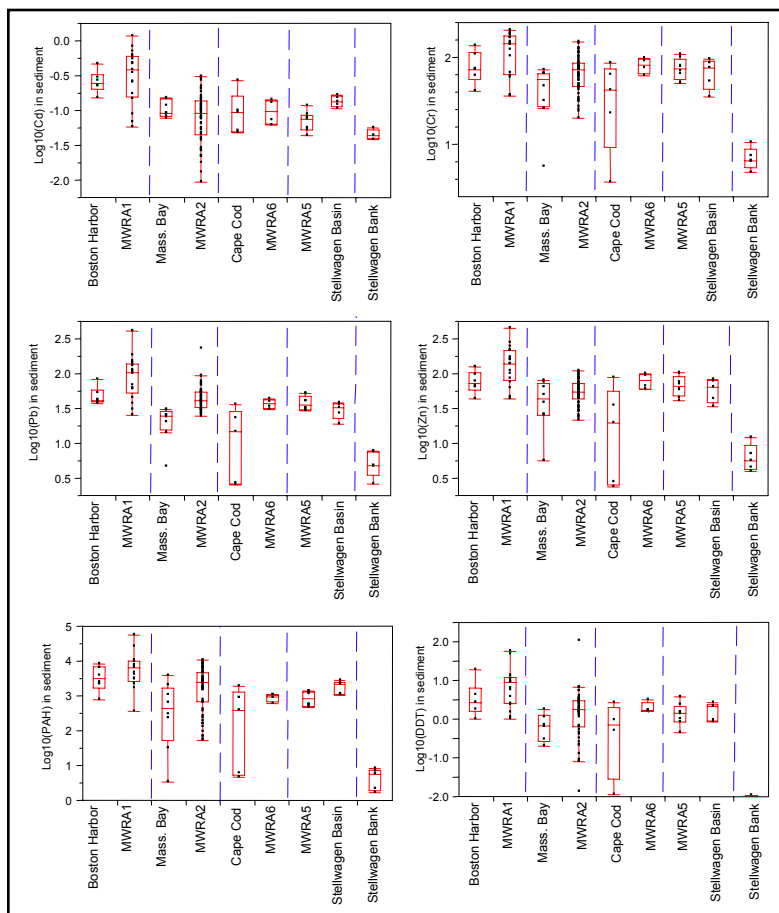 Log10(Cd) in sediment
0.0
-0.5
-1.0
-1.5
-2.0
Boston Harbor
MWRA1
Mass. Bay
MWRA2
Cape Cod
MWRA6
MWRA5
Stellwagen Basin
Stellwagen Bank
Log10(Cr) in sediment
2
1
Boston Harbor
MWRA1
Mass. Bay
MWRA2
Cape Cod
MWRA6
MWRA5
Stellwagen Basin
Stellwagen Bank
Log10(Pb) in sediment
2.5
2.0
1.5
1.0
0.5
Boston Harbor
MWRA1
Mass. Bay
MWRA2
Cape Cod
MWRA6
MWRA5
Stellwagen Basin
Stellwagen Bank
Log10(Zn) in sediment
2.5
2.0
1.5
1.0
0.5
Boston Harbor
MWRA1
Mass. Bay
MWRA2
Cape Cod
MWRA6
MWRA5
Stellwagen Basin
Stellwagen Bank
Log10(PAH) in sediment
5
4
3
2
1
0
Boston Harbor
MWRA1
Mass. Bay
MWRA2
Cape Cod
MWRA6
MWRA5
Stellwagen Basin
Stellwagen Bank
Log10(DDT) in sediment
2.0
1.0
0.0
-1.0
-2.0
Boston Harbor
MWRA1
Mass. Bay
MWRA2
Cape Cod
MWRA6
MWRA5
Stellwagen Basin
Stellwagen Bank